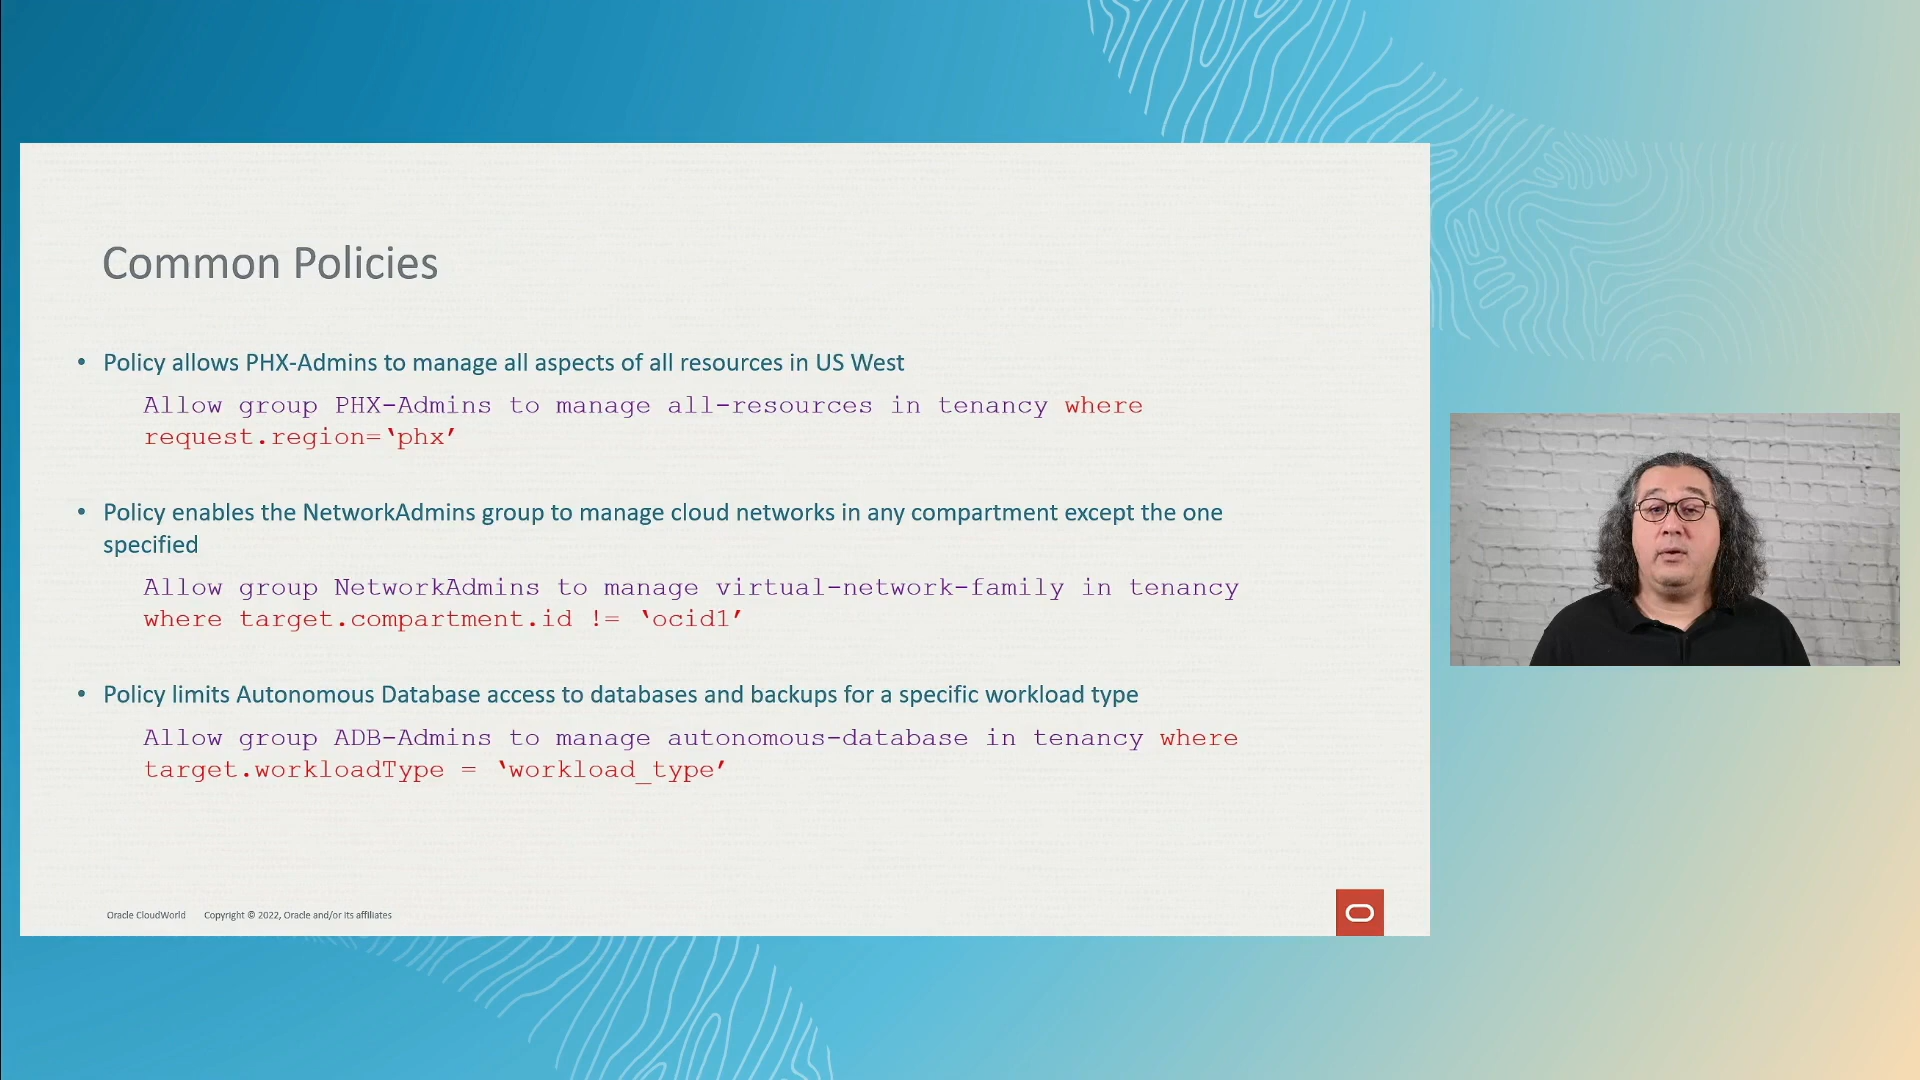 Common Policies
• Policy allows PHX-Admins to manage all aspects of all resources in US West
Allow group PHX-Admins to manage all-resources in tenancy where
request.region=‘phx’
• Policy enables the NetworkAdmins group to manage cloud networks in any compartment except the one
specified
Allow group NetworkAdmins to manage virtual-network-family in tenancy
where target.compartment.id != ‘ocid1’
• Policy limits Autonomous Database access to databases and backups for a specific workload type
Allow group ADB-Admins to manage autonomous-database in tenancy where
target.workloadType = ‘workload_type’
Oracle CloudWorld Copyright © 2022, Oracle and/or its affiliates